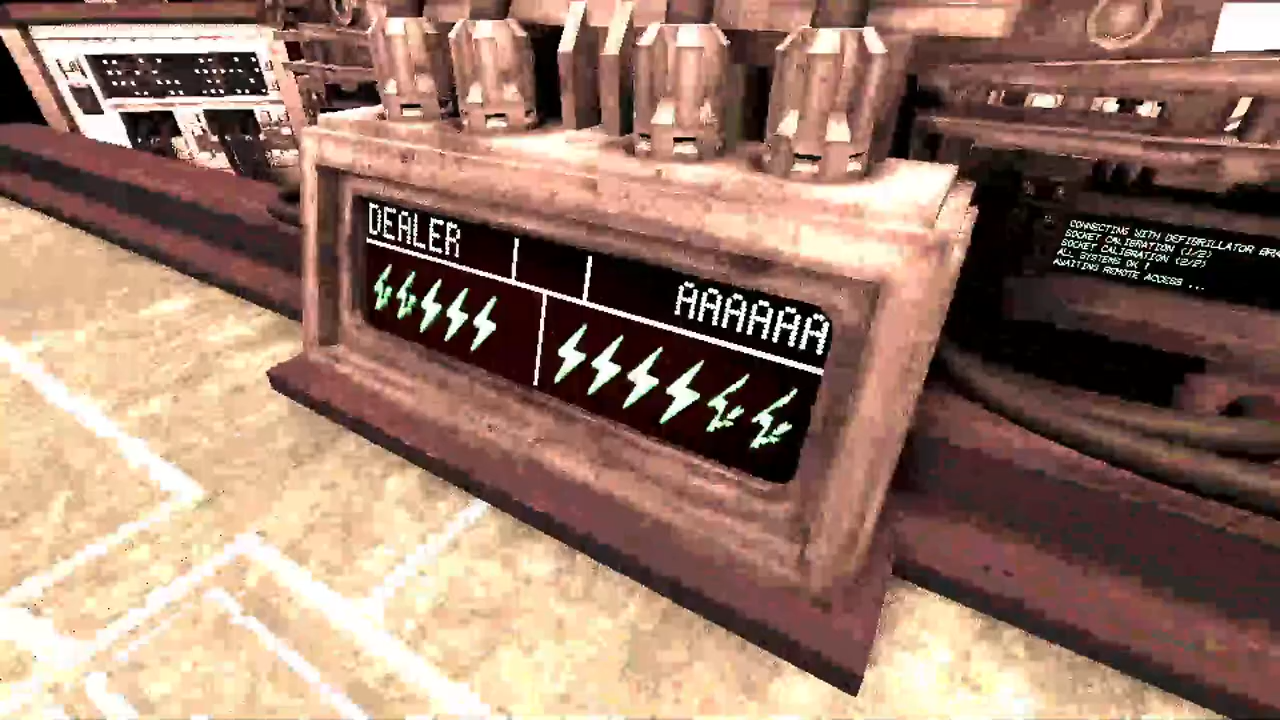 DEALER
AAAAAA
CONNECTING WITH DEFIBRILLATOR
SOCKET CALIBRATION (1/2)
SOCKET CALIBRATION (2/2)
ALL SYSTEMS OK !
AWAITING REMOTE ACCESS ...